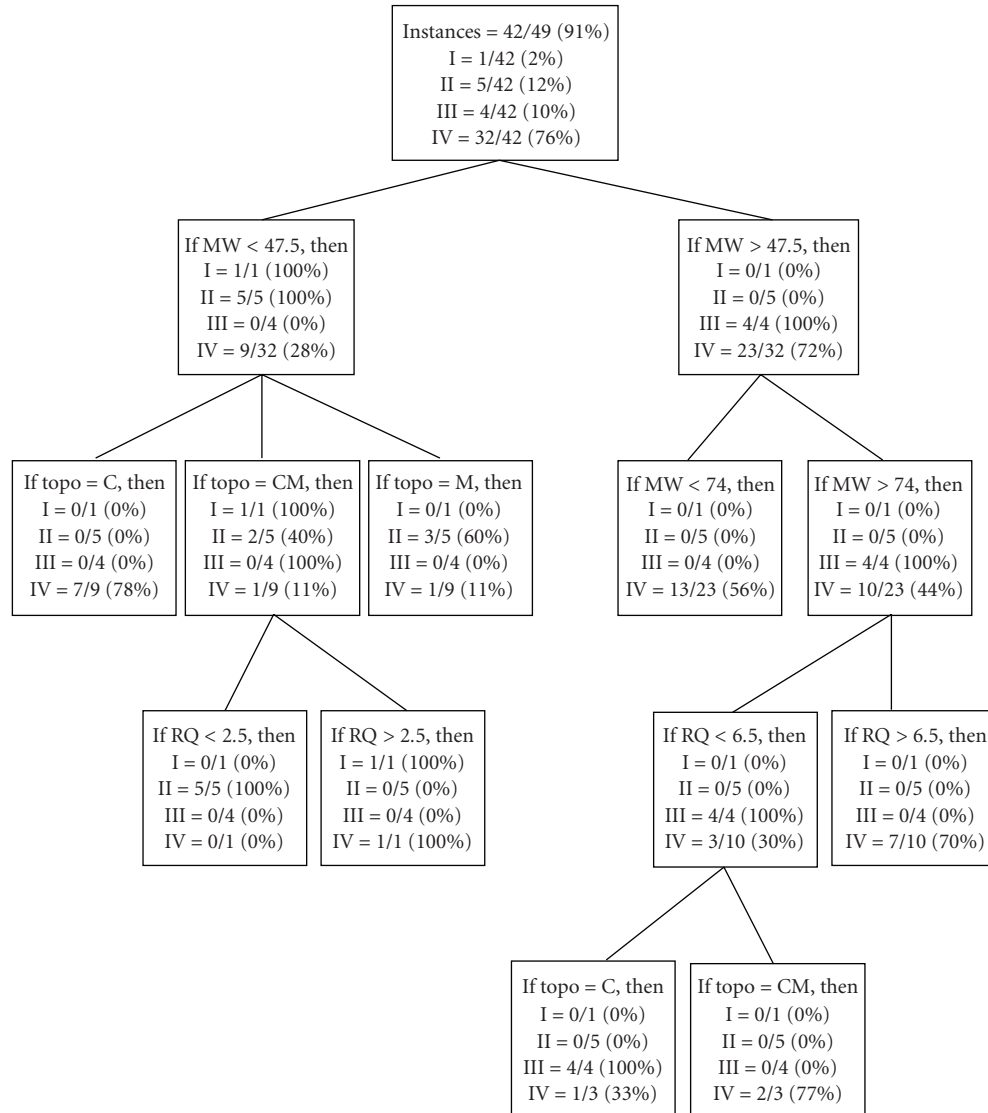 Instances = 42/49 (91%)
I = 1/42 (2%)
II = 5/42 (12%)
III = 4/42 (10%)
IV = 32/42 (76%)
If MW < 47.5, then
I = 1/1 (100%)
II = 5/5 (100%)
III = 0/4 (0%)
IV = 9/32 (28%)
If MW > 47.5, then
I = 0/1 (0%)
II = 0/5 (0%)
III = 4/4 (100%)
IV = 23/32 (72%)
If topo = C, then
I = 0/1 (0%)
II = 0/5 (0%)
III = 0/4 (0%)
IV = 7/9 (78%)
If topo = CM, then
I = 1/1 (100%)
II = 2/5 (40%)
III = 0/4 (100%)
IV = 1/9 (11%)
If topo = M, then
I = 0/1 (0%)
II = 3/5 (60%)
III = 0/4 (0%)
IV = 1/9 (11%)
If MW < 74, then
I = 0/1 (0%)
II = 0/5 (0%)
III = 0/4 (0%)
IV = 13/23 (56%)
If MW > 74, then
I = 0/1 (0%)
II = 0/5 (0%)
III = 4/4 (100%)
IV = 10/23 (44%)
If RQ < 2.5, then
I = 0/1 (0%)
II = 5/5 (100%)
III = 0/4 (0%)
IV = 0/1 (0%)
If RQ > 2.5, then
I = 1/1 (100%)
II = 0/5 (0%)
III = 0/4 (0%)
IV = 1/1 (100%)
If RQ < 6.5, then
I = 0/1 (0%)
II = 0/5 (0%)
III = 4/4 (100%)
IV = 3/10 (30%)
If RQ > 6.5, then
I = 0/1 (0%)
II = 0/5 (0%)
III = 0/4 (0%)
IV = 7/10 (70%)
If topo = C, then
I = 0/1 (0%)
II = 0/5 (0%)
III = 4/4 (100%)
IV = 1/3 (33%)
If topo = CM, then
I = 0/1 (0%)
II = 0/5 (0%)
III = 0/4 (0%)
IV = 2/3 (77%)